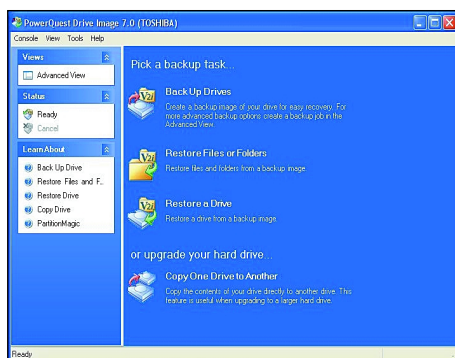 PowerQuest Drive Image 7.0 (TOSHIBA)
Console View Tools Help
Views
Advanced View
Status
Ready
Cancel
Learn About
Back Up Drive
Restore Files and F..
Restore Drive
Copy Drive
PartitionMagic
Pick a backup task...
V2i
Back Up Drives
Create a backup image of your drive for easy recovery. For
more advanced backup options create a backup job in the
Advanced View.
V2i
Restore Files or Folders
Restore files and folders from a backup image.
V2i
Restore a Drive
Restore a drive from a backup image.
or upgrade your hard drive...
Copy One Drive to Another
Copy the contents of your drive directly to another drive. This
feature is useful when upgrading to a larger hard drive.
Ready